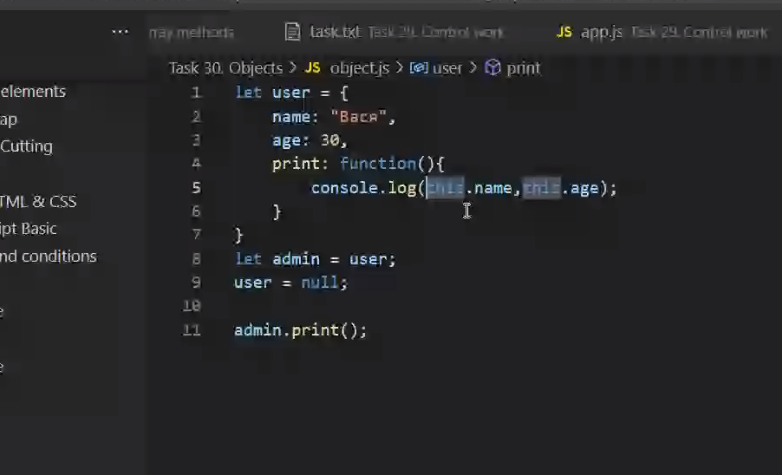 ... ray methods task.txt Task 29. Control work JS app.js Task 29. Control work
Task 30. Objects > JS object.js > user > print
elements
ap
Cutting
TML & CSS
ipt Basic
nd conditions
e
e
1 let user = {
2 name: "Вася",
3 age: 30,
4 print: function(){
5 console.log(this.name,this.age);
6 }
7 }
8 let admin = user;
9 user = null;
10
11 admin.print();